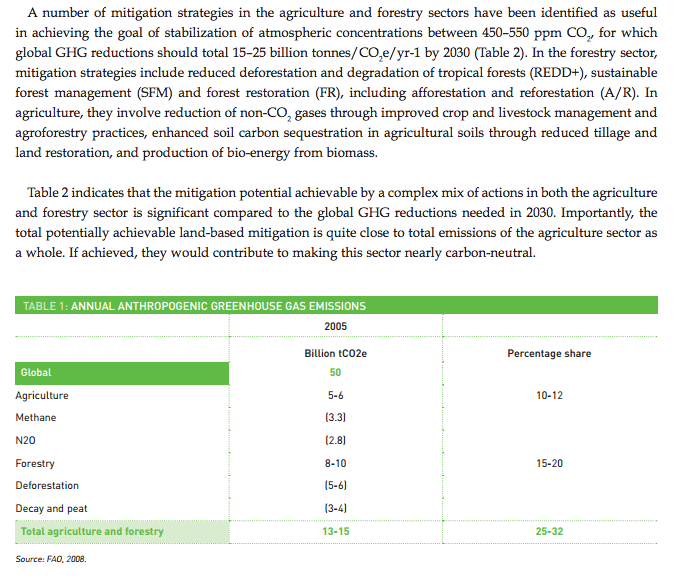 A number of mitigation strategies in the agriculture and forestry sectors have been identified as useful
in achieving the goal of stabilization of atmospheric concentrations between 450-550 ppm CO₂, for which
global GHG reductions should total 15–25 billion tonnes/CO₂e/yr-1 by 2030 (Table 2). In the forestry sector,
mitigation strategies include reduced deforestation and degradation of tropical forests (REDD+), sustainable
forest management (SFM) and forest restoration (FR), including afforestation and reforestation (A/R). In
agriculture, they involve reduction of non-CO₂ gases through improved crop and livestock management and
agroforestry practices, enhanced soil carbon sequestration in agricultural soils through reduced tillage and
land restoration, and production of bio-energy from biomass.
Table 2 indicates that the mitigation potential achievable by a complex mix of actions in both the agriculture
and forestry sector is significant compared to the global GHG reductions needed in 2030. Importantly, the
total potentially achievable land-based mitigation is quite close to total emissions of the agriculture sector as
a whole. If achieved, they would contribute to making this sector nearly carbon-neutral.
TABLE 1: ANNUAL ANTHROPOGENIC GREENHOUSE GAS EMISSIONS
2005
Billion tCO2e Percentage share
Global 50
Agriculture 5-6 10-12
Methane (3.3)
N2O (2.8)
Forestry 8-10 15-20
Deforestation (5-6)
Decay and peat (3-4)
Total agriculture and forestry 13-15 25-32
Source: FAO, 2008.